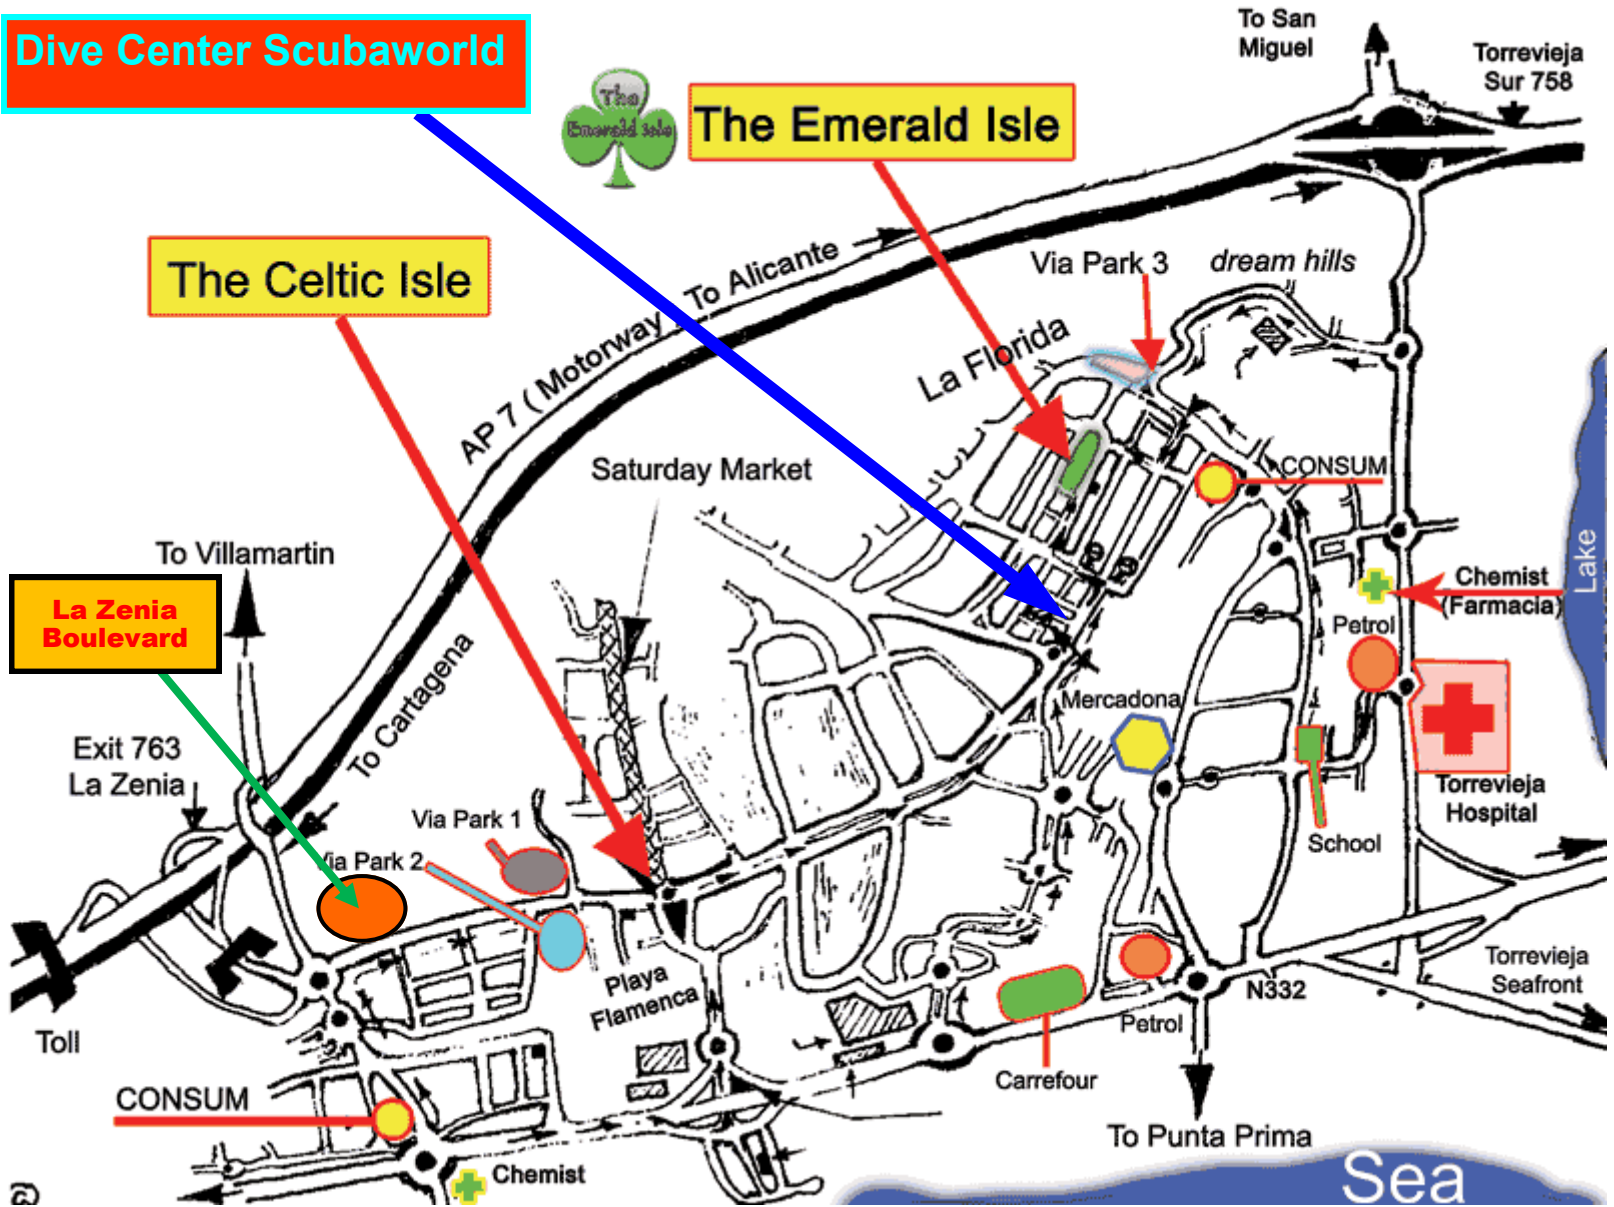 Dive Center Scubaworld
To San
Miguel
Torrevieja
Sur 758
The
Emerald Isle
The Emerald Isle
The Celtic Isle
AP 7 ( Motorway
To Alicante
Via Park 3
dream hills
La Florida
Saturday Market
CONSUM
Lake
To Villamartin
La Zenia
Boulevard
To Cartagena
Chemist
(Farmacia)
Petrol
Mercadona
Exit 763
La Zenia
Torrevieja
Hospital
Via Park 1
Via Park 2
School
Playa
Flamenca
Torrevieja
Seafront
N332
Petrol
Toll
Carrefour
CONSUM
To Punta Prima
Chemist
Sea